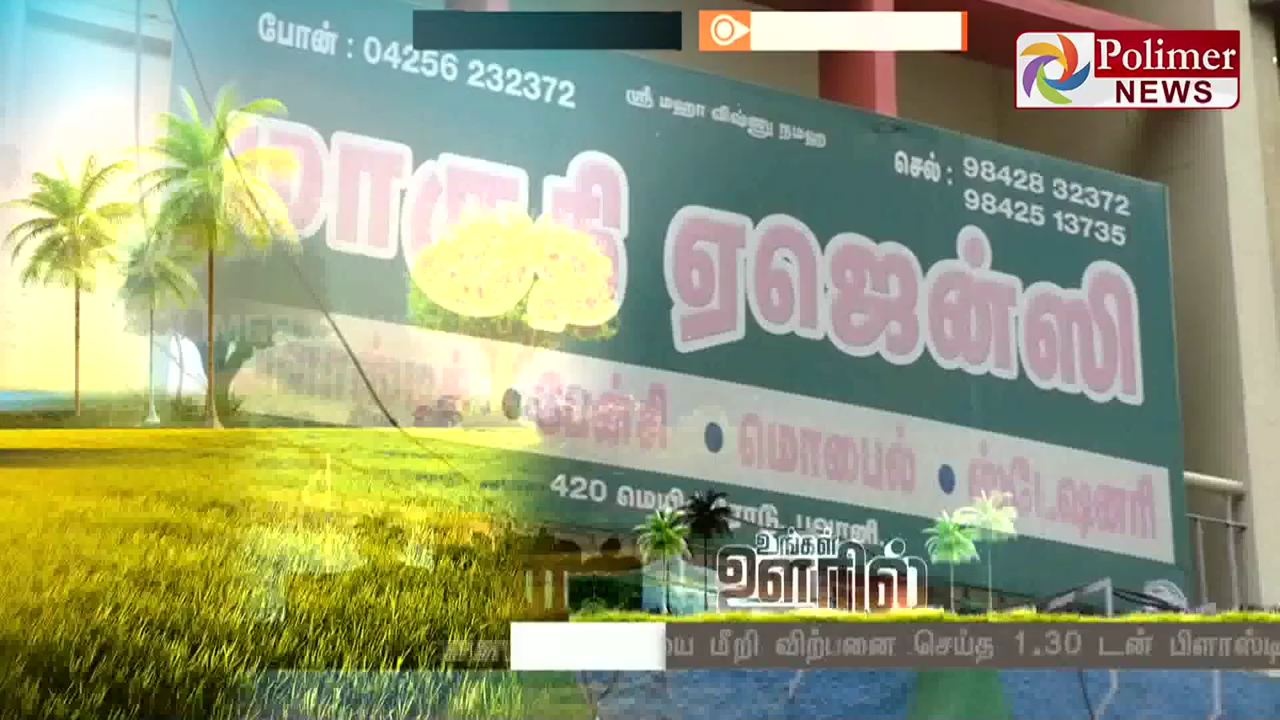 Polimer
NEWS
போன் : 04256 232372
ஸ்ரீ மஹா விஷ்ணு நமஹ
செல் : 98428 32372
98425 13735
மாருதி ஏஜென்ஸி
• மொபைல் • ஸ்டேஷனரி
420 மெயின் ரோடு, பவானி.
உங்கள்
ஊரில்
மீறி விற்பனை செய்த 1.30 டன்